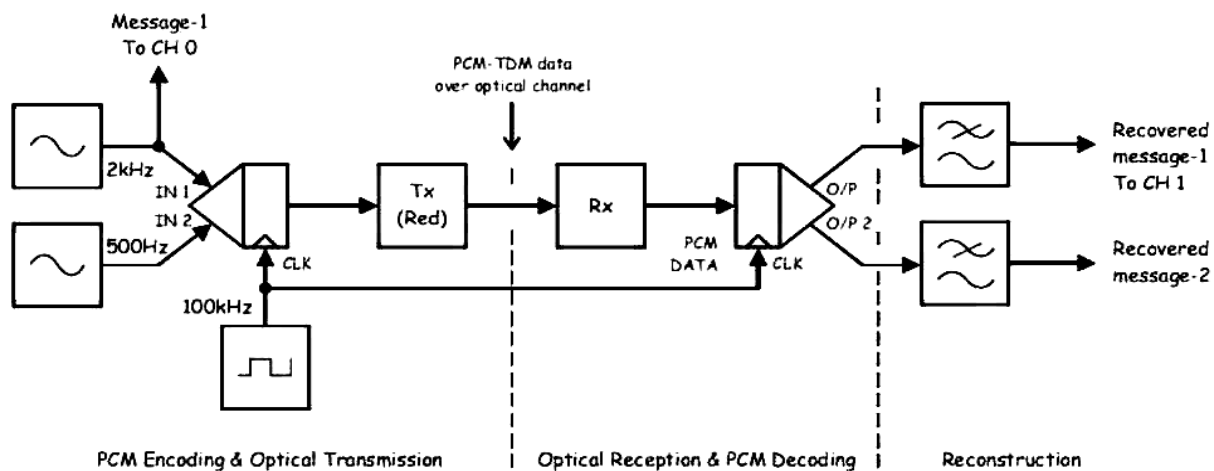 Message-1
To CH 0
PCM-TDM data
over optical channel
2kHz
IN 1
IN 2
500Hz
CLK
100kHz
Tx
(Red)
Rx
PCM
DATA
CLK
O/P
O/P 2
Recovered
message-1
To CH 1
Recovered
message-2
PCM Encoding & Optical Transmission
Optical Reception & PCM Decoding
Reconstruction